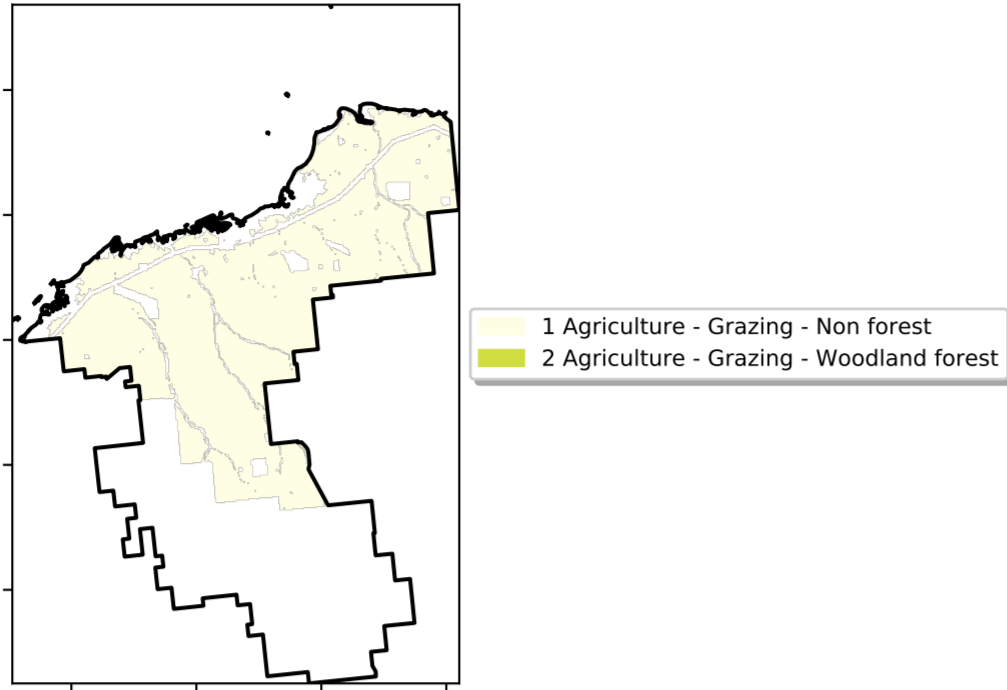 1 Agriculture - Grazing - Non forest
2 Agriculture - Grazing - Woodland forest